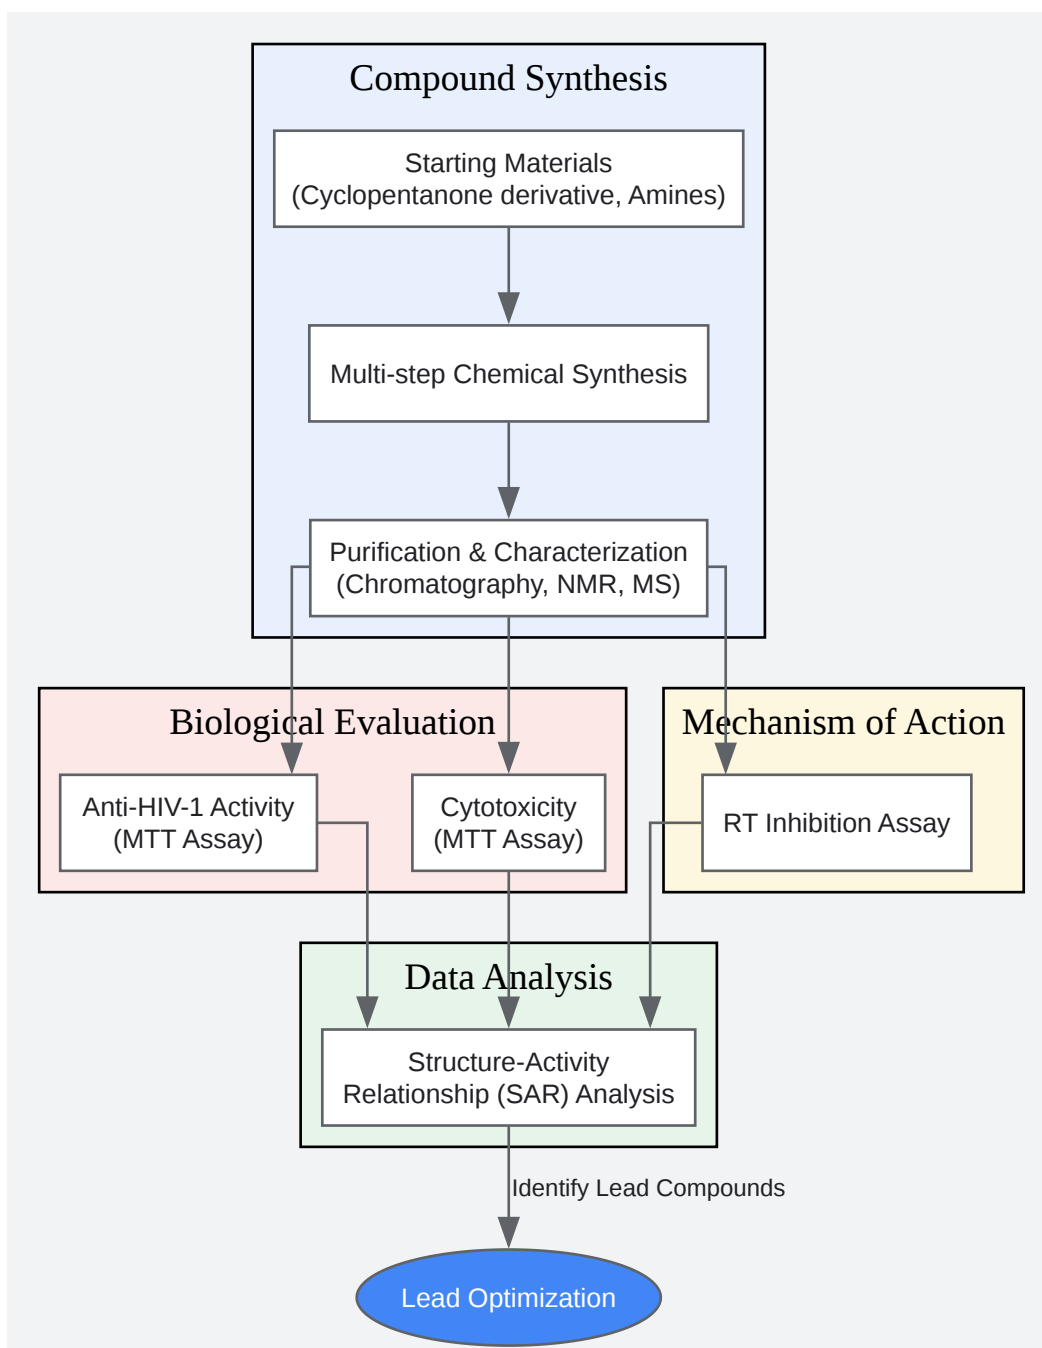 Compound Synthesis
Starting Materials
(Cyclopentanone derivative, Amines)
Multi-step Chemical Synthesis
Purification & Characterization
(Chromatography, NMR, MS)
Biological Evaluation
Mechanism of Action
Anti-HIV-1 Activity
(MTT Assay)
Cytotoxicity
(MTT Assay)
RT Inhibition Assay
Data Analysis
Structure-Activity
Relationship (SAR) Analysis
Identify Lead Compounds
Lead Optimization